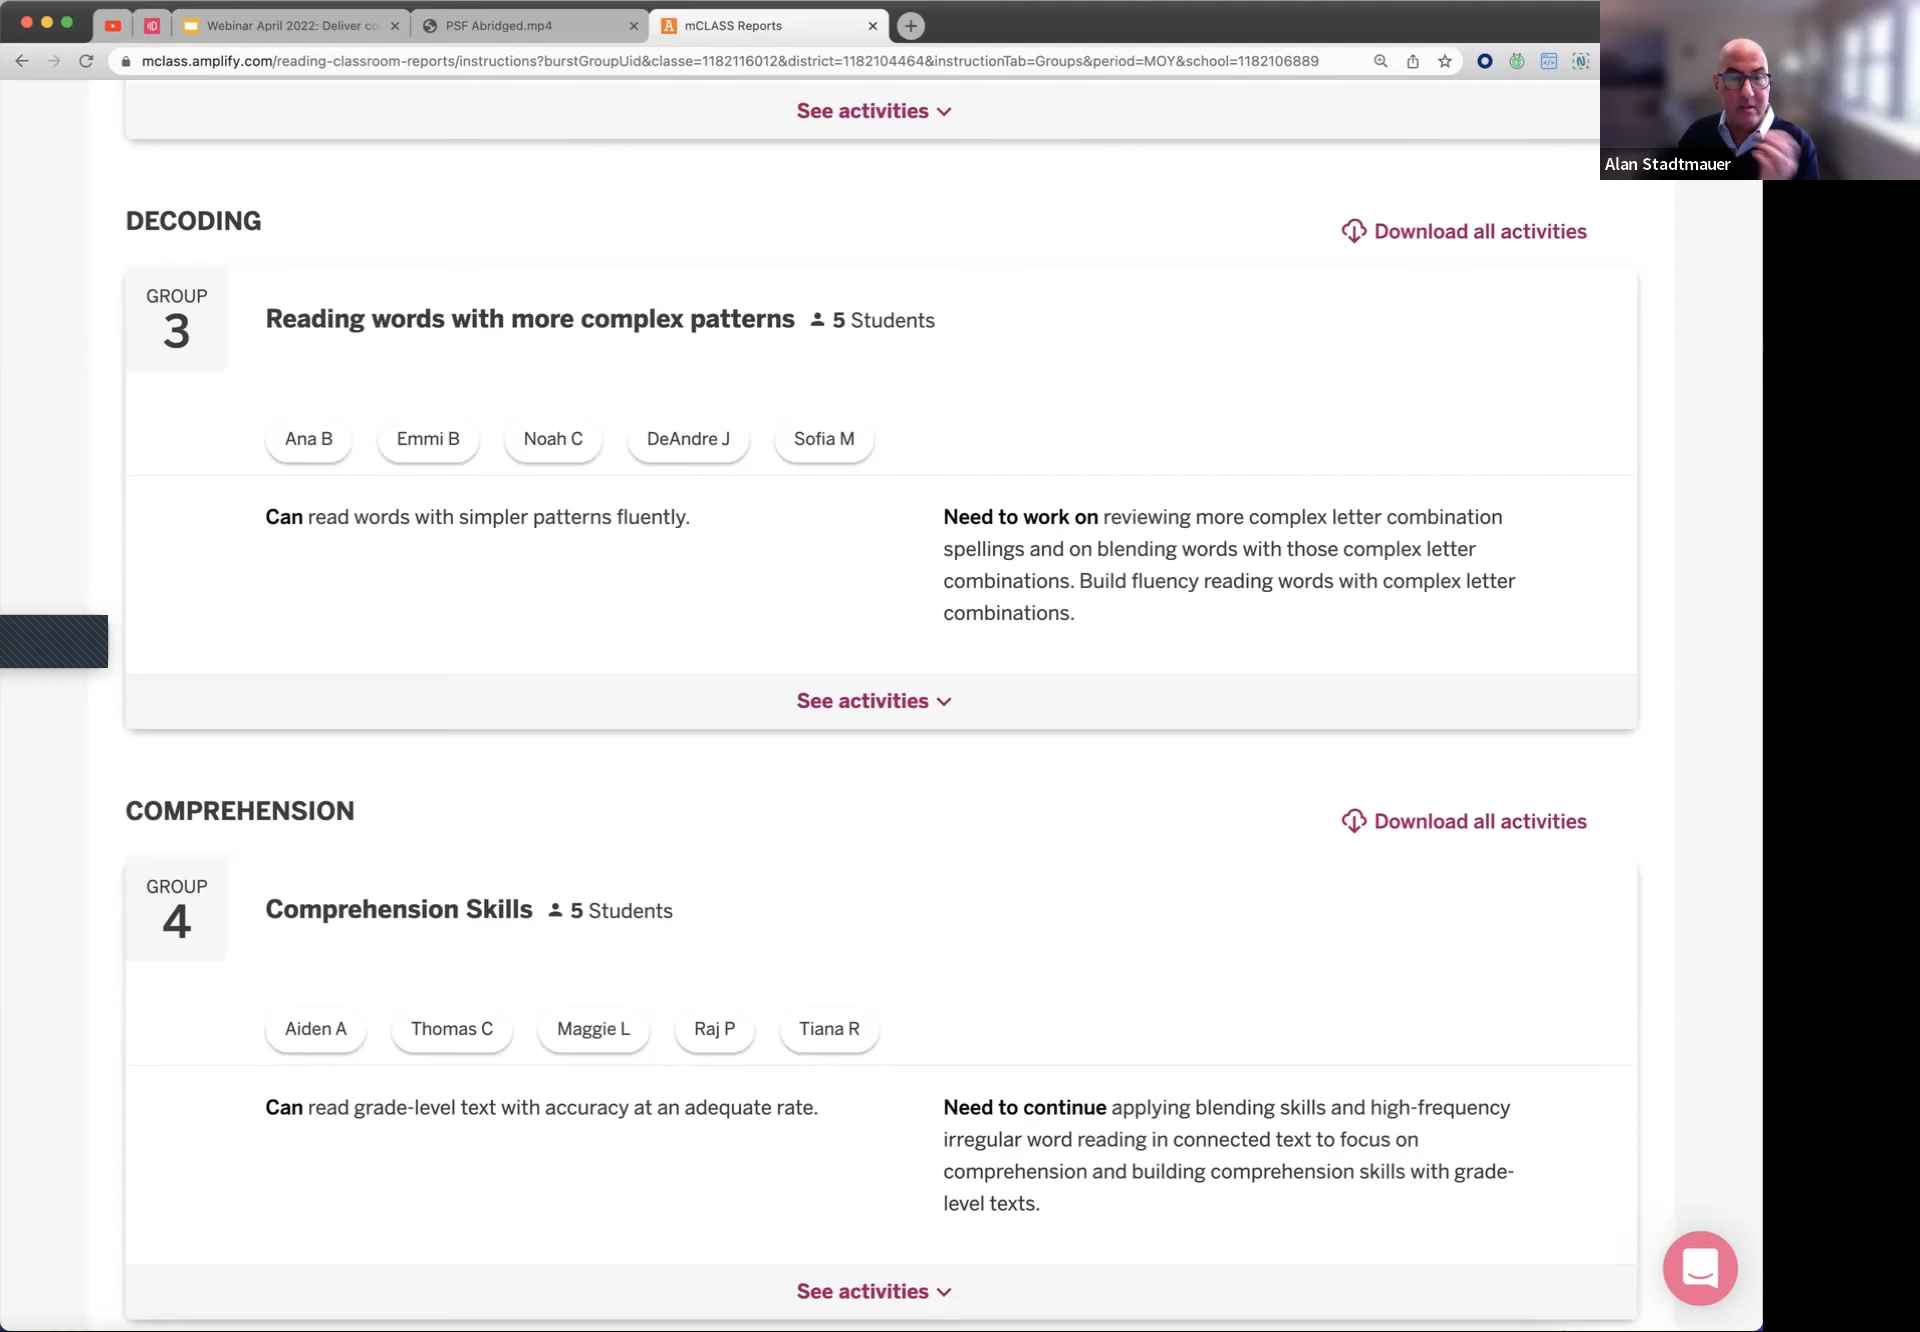 Webinar April 2022: Deliver co
PSF Abridged.mp4
mCLASS Reports
mclass.amplify.com/reading-classroom-reports/instructions?burstGroupUid&classe=1182116012&district=1182104464&instructionTab=Groups&period=MOY&school=1182106889
Alan Stadtmauer
See activities
DECODING
Download all activities
GROUP
3
Reading words with more complex patterns
5 Students
Ana B
Emmi B
Noah C
DeAndre J
Sofia M
Can read words with simpler patterns fluently.
Need to work on reviewing more complex letter combination
spellings and on blending words with those complex letter
combinations. Build fluency reading words with complex letter
combinations.
See activities
COMPREHENSION
Download all activities
GROUP
4
Comprehension Skills
5 Students
Aiden A
Thomas C
Maggie L
Raj P
Tiana R
Can read grade-level text with accuracy at an adequate rate.
Need to continue applying blending skills and high-frequency
irregular word reading in connected text to focus on
comprehension and building comprehension skills with grade-
level texts.
See activities